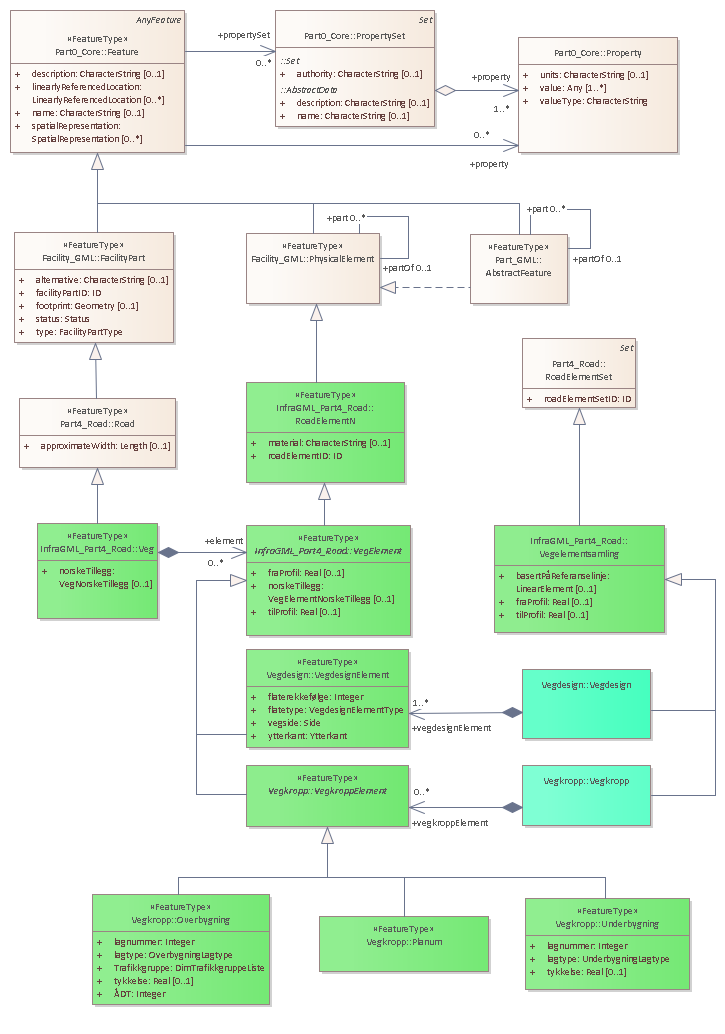 AnyFeature
«FeatureType»
Part0_Core::Feature
+ description: CharacterString [0..1]
+ linearlyReferencedLocation:
LinearlyReferencedLocation [0..*]
+ name: CharacterString [0..1]
+ spatialRepresentation:
SpatialRepresentation [0..*]
+propertySet
0..*
Set
Part0_Core::PropertySet
::Set
+ authority: CharacterString [0..1]
::AbstractData
+ description: CharacterString [0..1]
+ name: CharacterString [0..1]
+property
1..*
Part0_Core::Property
+ units: CharacterString [0..1]
+ value: Any [1..*]
+ valueType: CharacterString
0..*
+property
«FeatureType»
Facility_GML::FacilityPart
+ alternative: CharacterString [0..1]
+ facilityPartID: ID
+ footprint: Geometry [0..1]
+ status: Status
+ type: FacilityPartType
+part 0..*
«FeatureType»
Facility_GML::PhysicalElement
+partOf 0..1
+part 0..*
«FeatureType»
Part_GML::
AbstractFeature
+partOf 0..1
Set
Part4_Road::
RoadElementSet
+ roadElementSetID: ID
«FeatureType»
Part4_Road::Road
+ approximateWidth: Length [0..1]
«FeatureType»
InfraGML_Part4_Road::
RoadElementN
+ material: CharacterString [0..1]
+ roadElementID: ID
«FeatureType»
InfraGML_Part4_Road::Veg
+ norskeTillegg:
VegNorskeTillegg [0..1]
+element
0..*
«FeatureType»
InfraGML_Part4_Road::VegElement
+ fraProfil: Real [0..1]
+ norskeTillegg:
VegElementNorskeTillegg [0..1]
+ tilProfil: Real [0..1]
InfraGML_Part4_Road::
Vegelementsamling
+ basertPåReferanselinje:
LinearElement [0..1]
+ fraProfil: Real [0..1]
+ tilProfil: Real [0..1]
«FeatureType»
Vegdesign::VegdesignElement
+ flaterekkefølge: Integer
+ flatetype: VegdesignElementType
+ vegside: Side
+ ytterkant: Ytterkant
1..*
+vegdesignElement
Vegdesign::Vegdesign
«FeatureType»
Vegkropp::VegkroppElement
0..*
+vegkroppElement
Vegkropp::Vegkropp
«FeatureType»
Vegkropp::Overbygning
+ lagnummer: Integer
+ lagtype: OverbygningLagtype
+ Trafikkgruppe: DimTrafikkgruppeListe
+ tykkelse: Real [0..1]
+ ÅDT: Integer
«FeatureType»
Vegkropp::Planum
«FeatureType»
Vegkropp::Underbygning
+ lagnummer: Integer
+ lagtype: UnderbygningLagtype
+ tykkelse: Real [0..1]